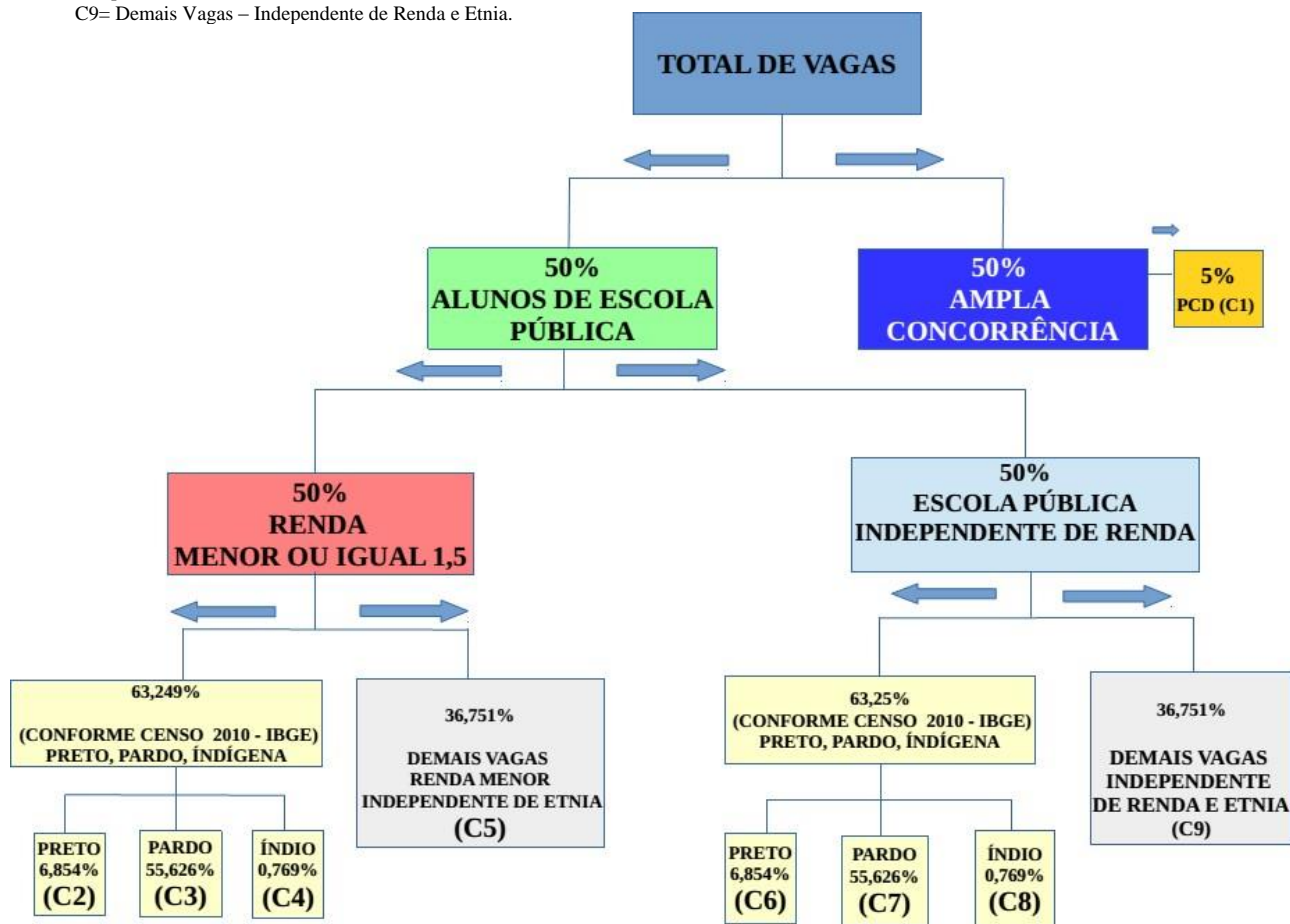 C9= Demais Vagas – Independente de Renda e Etnia.
TOTAL DE VAGAS
50%
ALUNOS DE ESCOLA
PÚBLICA
50%
AMPLA
CONCORRÊNCIA
5%
PCD (C1)
50%
RENDA
MENOR OU IGUAL 1,5
50%
ESCOLA PÚBLICA
INDEPENDENTE DE RENDA
63,249%
(CONFORME CENSO 2010 - IBGE)
PRETO, PARDO, ÍNDÍGENA
36,751%
DEMAIS VAGAS
RENDA MENOR
INDEPENDENTE DE ETNIA
(C5)
63,25%
(CONFORME CENSO 2010 - IBGE)
PRETO, PARDO, ÍNDÍGENA
36,751%
DEMAIS VAGAS
INDEPENDENTE
DE RENDA E ETNIA
(C9)
PRETO
6,854%
(C2)
PARDO
55,626%
(C3)
ÍNDIO
0,769%
(C4)
PRETO
6,854%
(C6)
PARDO
55,626%
(C7)
ÍNDIO
0,769%
(C8)